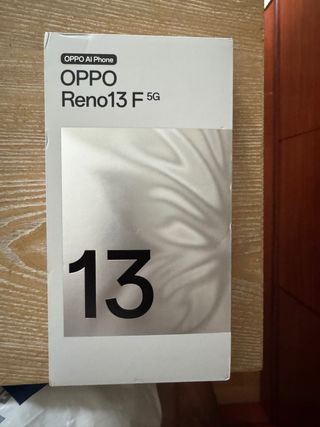 OPPO AI Phone
OPPO
Reno13 F 5G
13